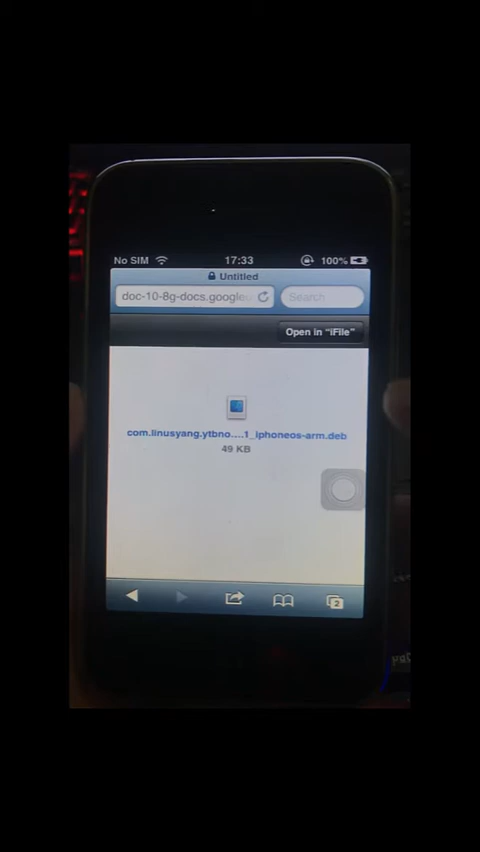 No SIM 17:33 100%
Untitled
doc-10-8g-docs.google Search
Open in "iFile"
com.linusyang.ytbno....1_iphoneos-arm.deb
49 KB
2